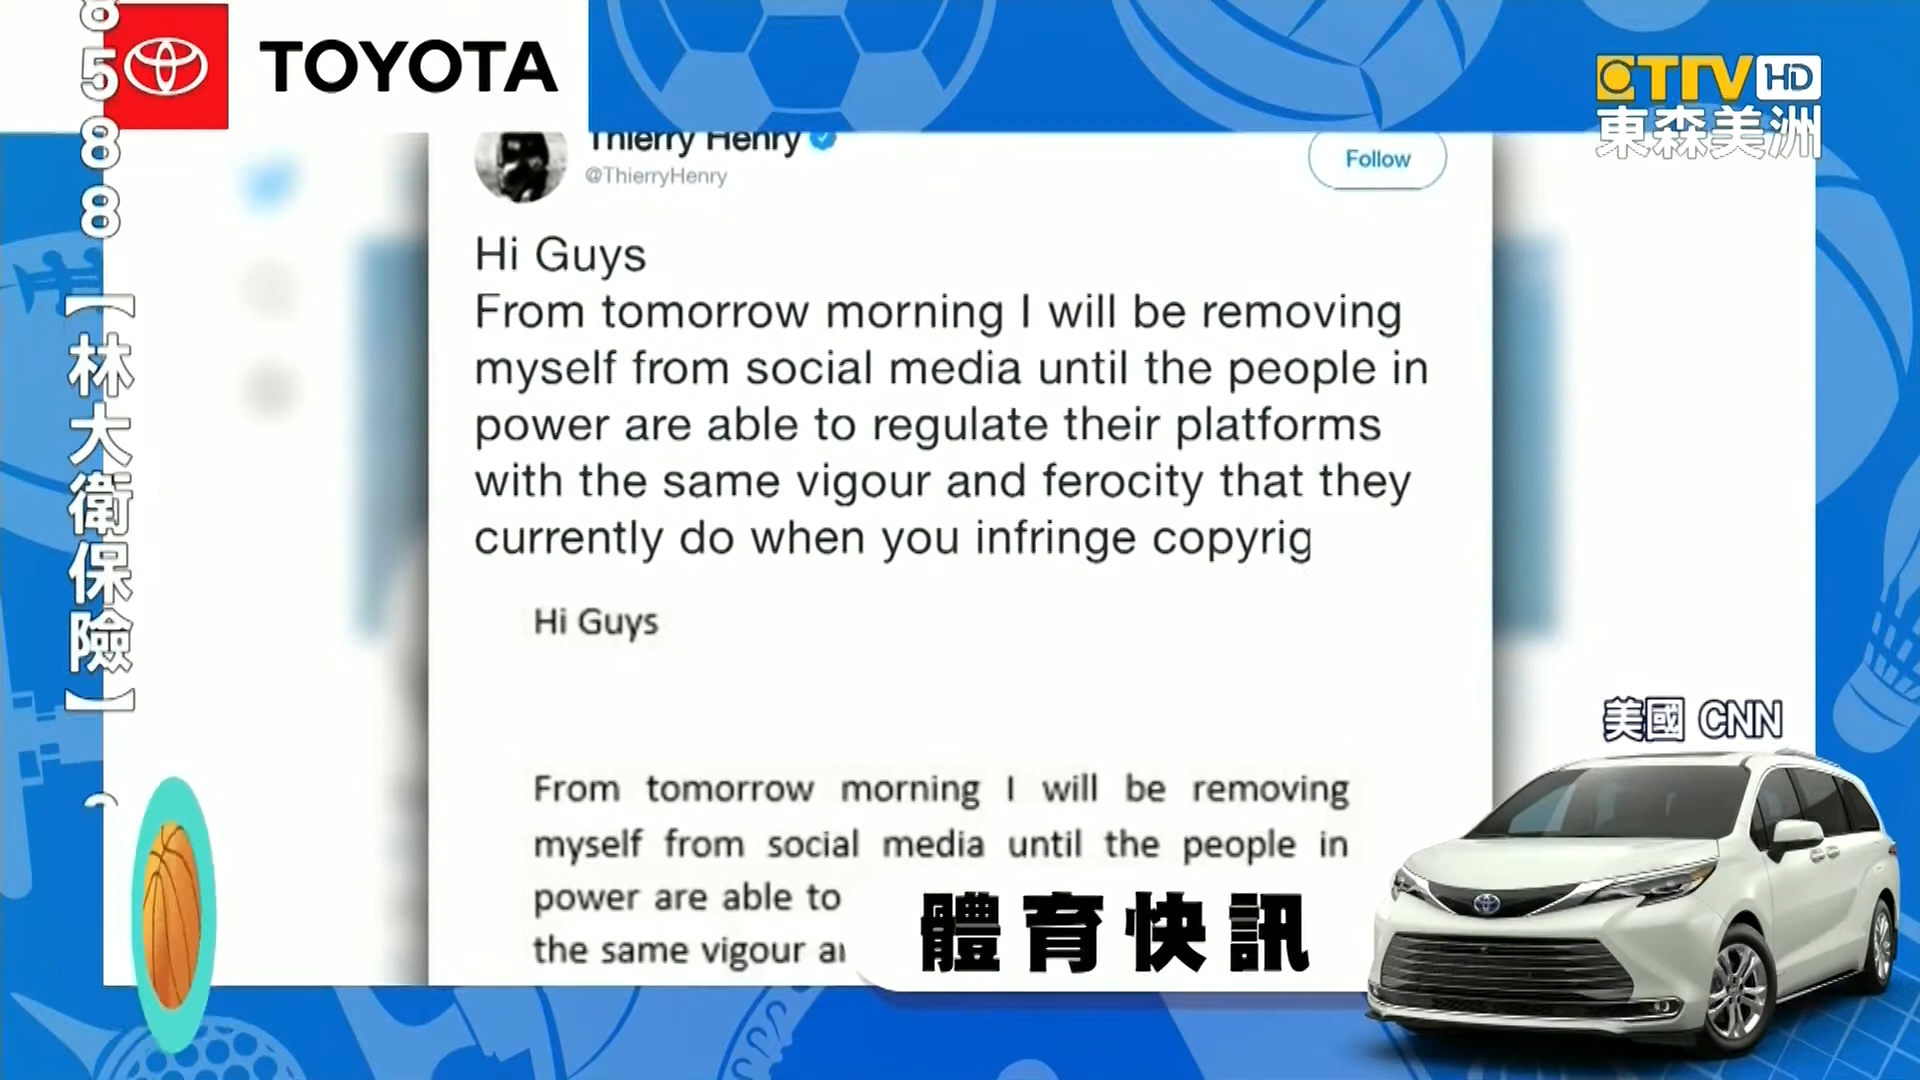 TOYOTA
ETTV HD
東森美洲
8588【林大衛保險】
Thierry Henry
@ThierryHenry
Follow
Hi Guys
From tomorrow morning I will be removing
myself from social media until the people in
power are able to regulate their platforms
with the same vigour and ferocity that they
currently do when you infringe copyrig
Hi Guys
From tomorrow morning I will be removing
myself from social media until the people in
power are able to
the same vigour
美國 CNN
體育快訊